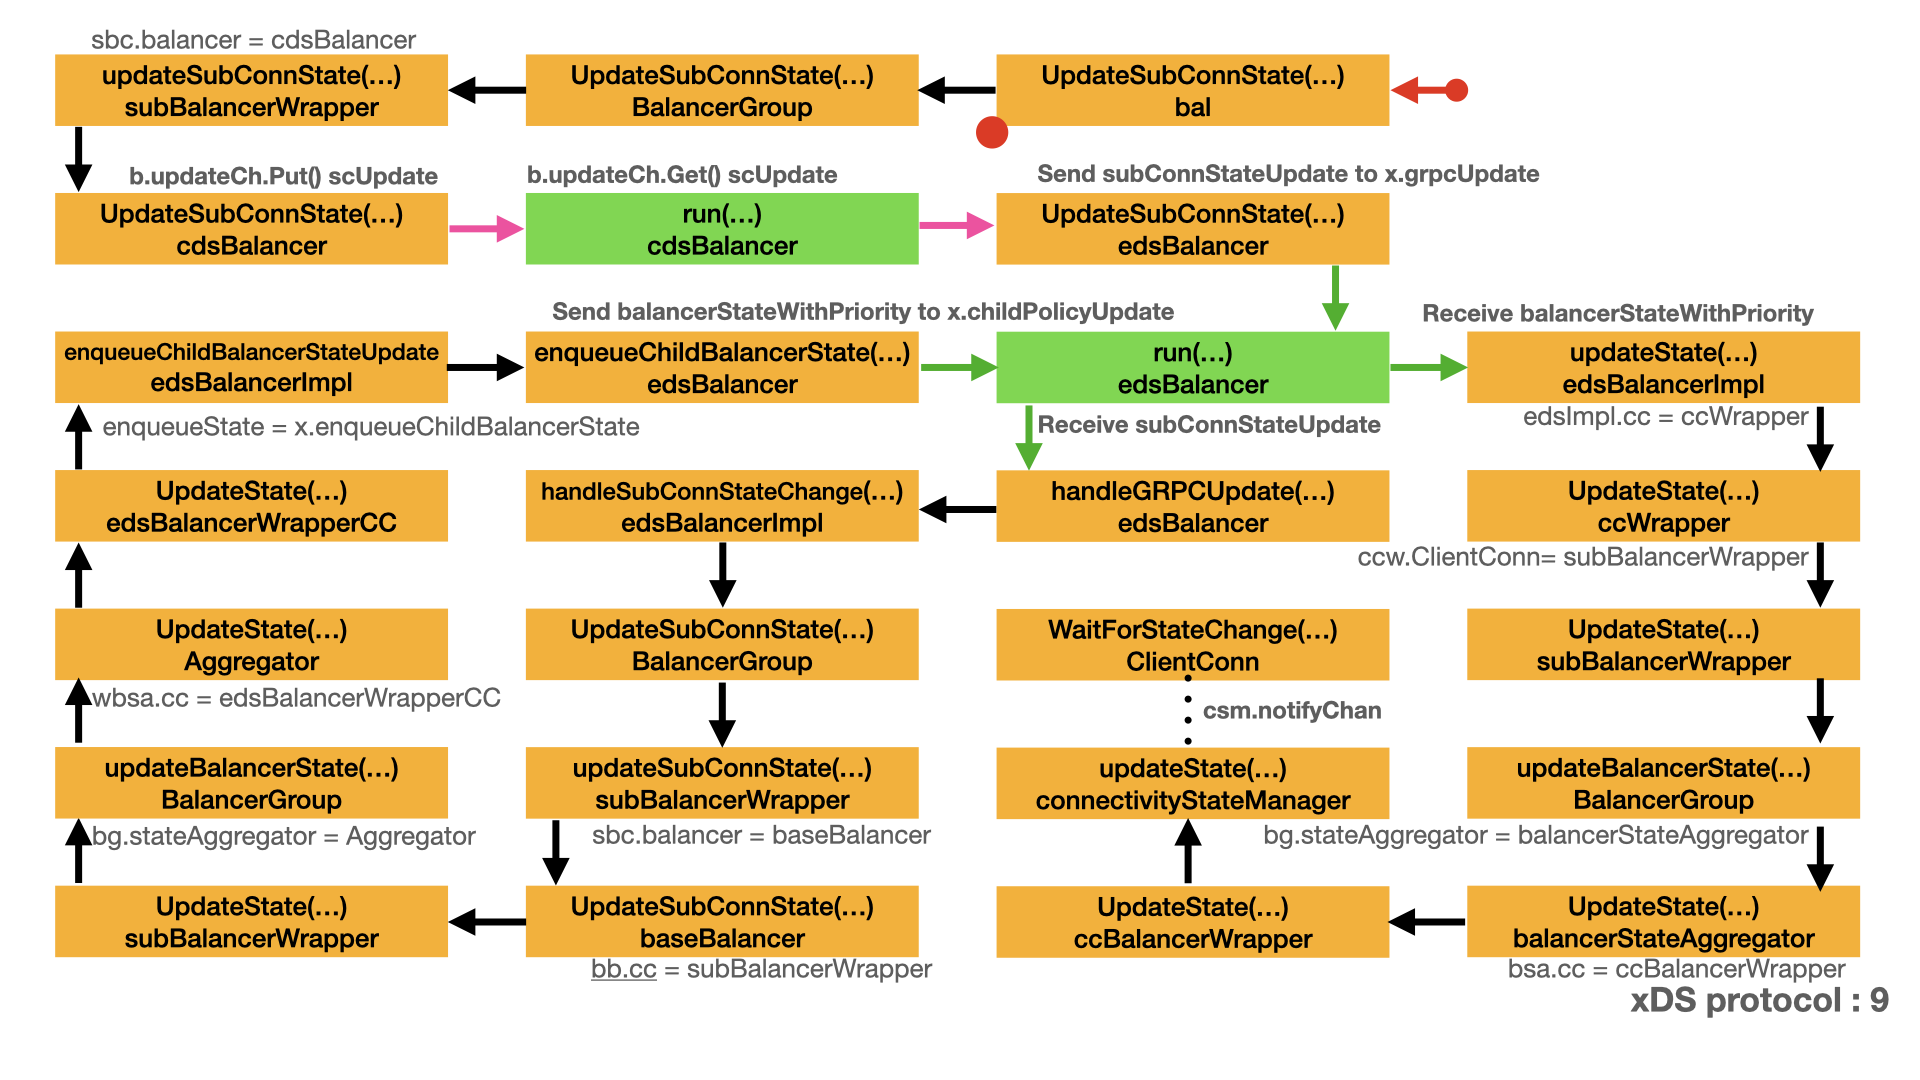 sbc.balancer = cdsBalancer
updateSubConnState(…)
subBalancerWrapper
UpdateSubConnState(…)
BalancerGroup
UpdateSubConnState(…)
bal
b.updateCh.Put() scUpdate
b.updateCh.Get() scUpdate
Send subConnStateUpdate to x.grpcUpdate
UpdateSubConnState(…)
cdsBalancer
run(…)
cdsBalancer
UpdateSubConnState(…)
edsBalancer
Send balancerStateWithPriority to x.childPolicyUpdate
Receive balancerStateWithPriority
enqueueChildBalancerStateUpdate
edsBalancerImpl
enqueueChildBalancerState(…)
edsBalancer
run(…)
edsBalancer
updateState(…)
edsBalancerImpl
enqueueState = x.enqueueChildBalancerState
Receive subConnStateUpdate
edsImpl.cc = ccWrapper
UpdateState(…)
edsBalancerWrapperCC
handleSubConnStateChange(…)
edsBalancerImpl
handleGRPCUpdate(…)
edsBalancer
UpdateState(…)
ccWrapper
ccw.ClientConn= subBalancerWrapper
UpdateState(…)
Aggregator
UpdateSubConnState(…)
BalancerGroup
WaitForStateChange(…)
ClientConn
UpdateState(…)
subBalancerWrapper
wbsa.cc = edsBalancerWrapperCC
csm.notifyChan
updateBalancerState(…)
BalancerGroup
updateSubConnState(…)
subBalancerWrapper
updateState(…)
connectivityStateManager
updateBalancerState(…)
BalancerGroup
bg.stateAggregator = Aggregator
sbc.balancer = baseBalancer
bg.stateAggregator = balancerStateAggregator
UpdateState(…)
subBalancerWrapper
UpdateSubConnState(…)
baseBalancer
UpdateState(…)
ccBalancerWrapper
UpdateState(…)
balancerStateAggregator
bb.cc = subBalancerWrapper
bsa.cc = ccBalancerWrapper
xDS protocol : 9